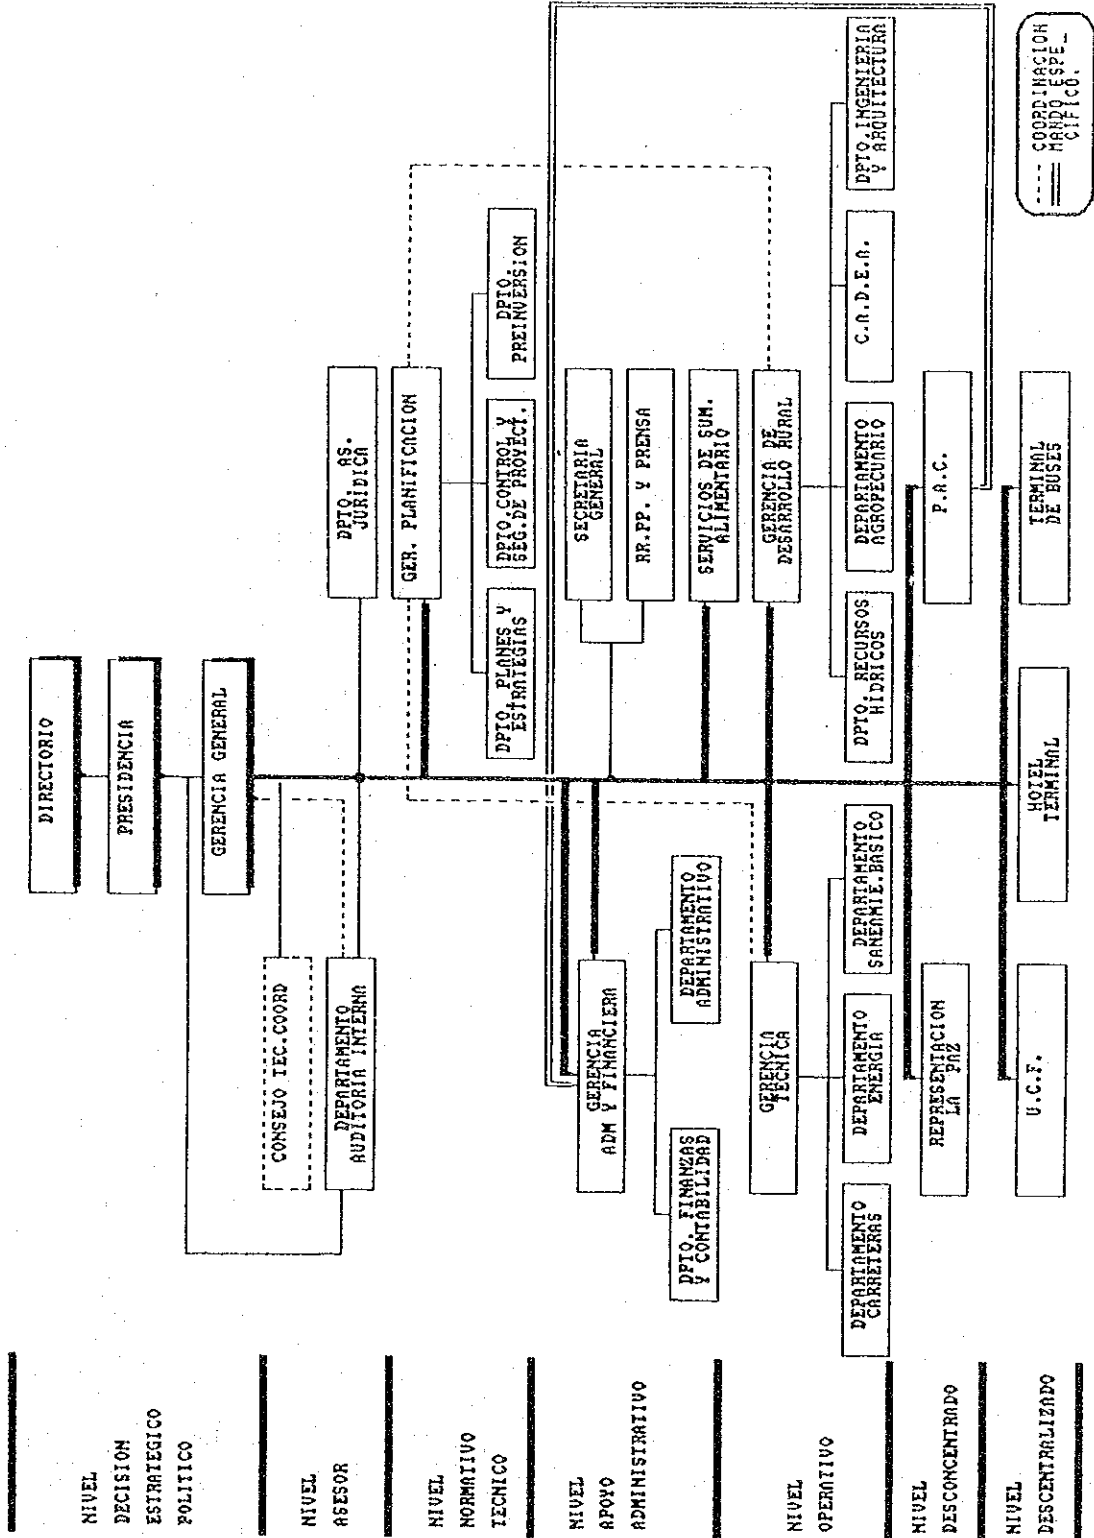 NIVEL
DECISION
ESTRATEGICO
POLITICO
DIRECTORIO
PRESIDENCIA
GERENCIA GENERAL
NIVEL
ASESOR
CONSEJO TEC.COORD
DEPARTAMENTO
AUDITORIA INTERNA
DPTO. AS.
JURIDICA
NIVEL
NORMATIVO
TECNICO
GER. PLANIFICACION
DPTO. PLANES Y
ESTRATEGIAS
DPTO.CONTROL Y
SEG.DE PROYECT.
DPTO.
PREINVERSION
NIVEL
APOYO
ADMINISTRATIVO
GERENCIA
ADM Y FINANCIERA
SECRETARIA
GENERAL
RR.PP. Y PRENSA
DPTO. FINANZAS
Y CONTABILIDAD
DEPARTAMENTO
ADMINISTRATIVO
SERVICIOS DE SUM.
ALIMENTARIO
NIVEL
OPERATIVO
GERENCIA
TECNICA
GERENCIA DE
DESARROLLO RURAL
DEPARTAMENTO
CARRETERAS
DEPARTAMENTO
ENERGIA
DEPARTAMENTO
SANEAMIE.BASICO
DPTO. RECURSOS
HIDRICOS
DEPARTAMENTO
AGROPECUARIO
C.A.D.E.A.
DPTO.INGENIERIA
Y ARQUITECTURA
NIVEL
DESCONCENTRADO
REPRESENTACION
LA PAZ
P.A.C.
NIVEL
DESCENTRALIZADO
U.C.F.
HOTEL
TERMINAL
TERMINAL
DE BUSES
--- COORDINACION
=== MANDO ESPE_
CIFICO.